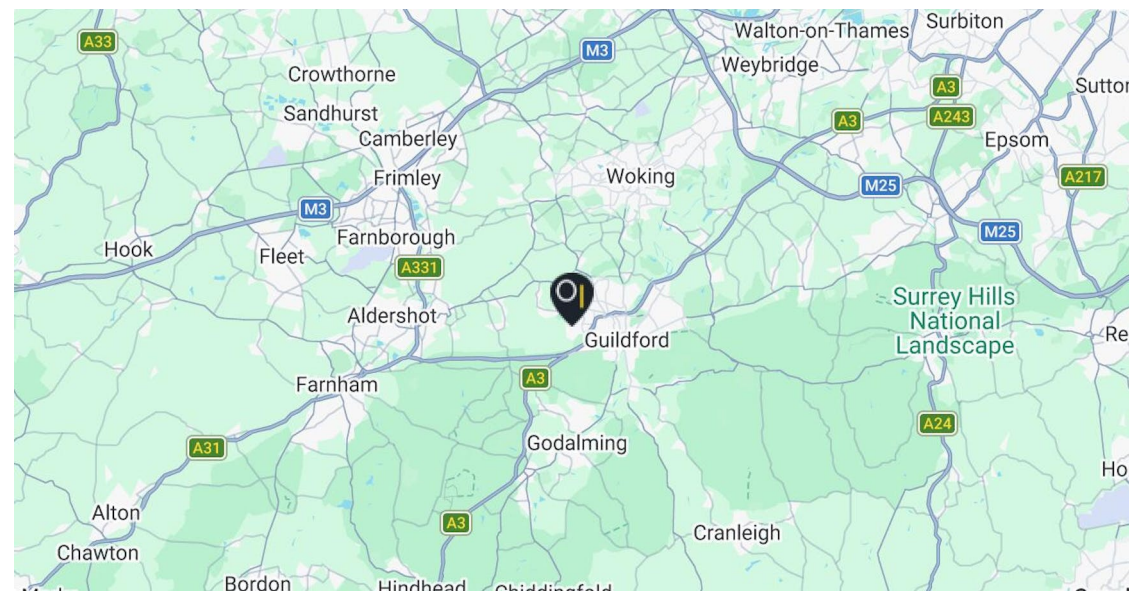 Surbiton
A33
Walton-on-Thames
M3
Weybridge
Crowthorne
A3
Sandhurst
A3
A243
Camberley
Epsom
Frimley
Woking
A217
M25
M3
M25
Farnborough
Hook
Fleet
A331
Surrey Hills
National
Landscape
Aldershot
Guildford
Farnham
A3
A24
Godalming
A31
Alton
A3
Cranleigh
Chawton
Bordon
Hindhead
Chiddingfold